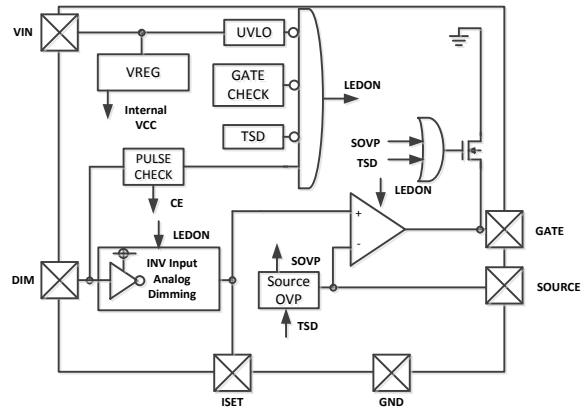 VIN
UVLO
VREG
GATE
CHECK
LEDON
Internal
VCC
TSD
SOVP
TSD
PULSE
CHECK
LEDON
CE
LEDON
+
-
GATE
DIM
INV Input
Analog
Dimming
SOVP
Source
OVP
SOURCE
TSD
ISET
GND